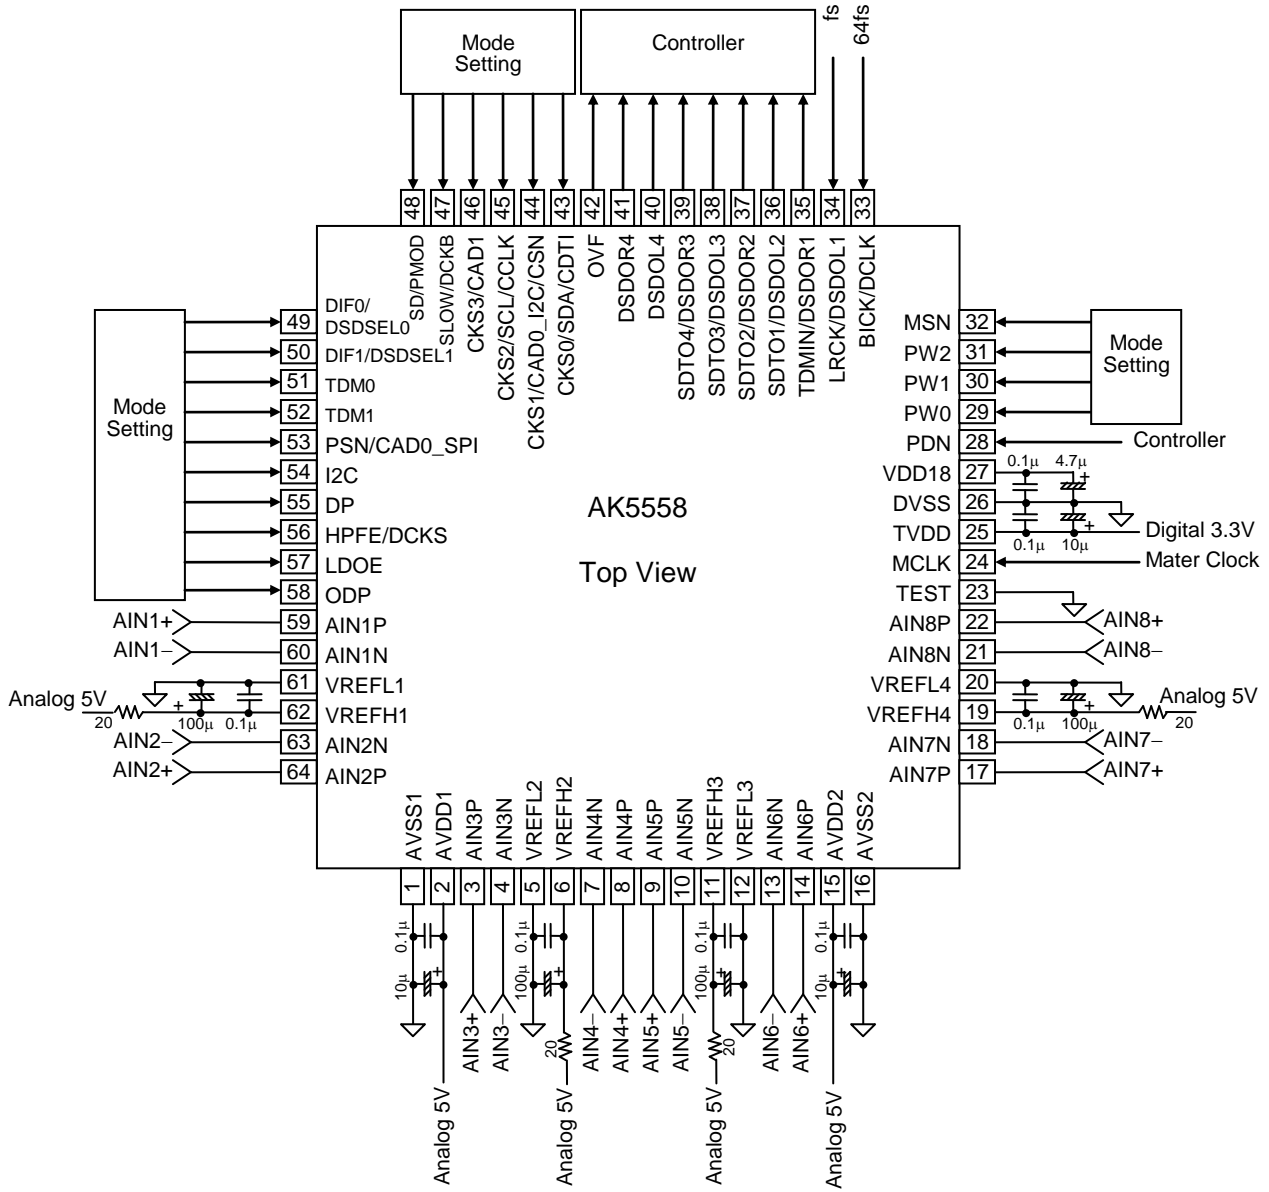 Mode
Setting
Controller
fs
64fs
48
47
46
45
44
43
42
41
40
39
38
37
36
35
34
33
SD/PMOD
SLOW/DCKB
CKS3/CAD1
CKS2/SCL/CCLK
CKS1/CAD0_I2C/CSN
CKS0/SDA/CDTI
OVF
DSDOR4
DSDOL4
SDTO4/DSDOR3
SDTO3/DSDOL3
SDTO2/DSDOR2
SDTO1/DSDOL2
TDMIN/DSDOR1
LRCK/DSDOL1
BICK/DCLK
Mode
Setting
49 DIF0/
DSDSEL0
50 DIF1/DSDSEL1
51 TDM0
52 TDM1
53 PSN/CAD0_SPI
54 I2C
55 DP
56 HPFE/DCKS
57 LDOE
58 ODP
AIN1+ 59 AIN1P
AIN1− 60 AIN1N
61 VREFL1
Analog 5V 20 + 100μ 0.1μ 62 VREFH1
AIN2− 63 AIN2N
AIN2+ 64 AIN2P
AK5558
Top View
MSN 32
PW2 31
PW1 30
PW0 29
Mode
Setting
PDN 28 Controller
VDD18 27 0.1μ 4.7μ +
DVSS 26
TVDD 25 0.1μ 10μ + Digital 3.3V
MCLK 24 Mater Clock
TEST 23
AIN8P 22 AIN8+
AIN8N 21 AIN8−
VREFL4 20
VREFH4 19 0.1μ 100μ + Analog 5V 20
AIN7N 18 AIN7−
AIN7P 17 AIN7+
AVSS1
AVDD1
AIN3P
AIN3N
VREFL2
VREFH2
AIN4N
AIN4P
AIN5P
AIN5N
VREFH3
VREFL3
AIN6N
AIN6P
AVDD2
AVSS2
1
2
3
4
5
6
7
8
9
10
11
12
13
14
15
16
0.1μ
0.1μ
0.1μ
0.1μ
10μ +
100μ +
100μ +
10μ +
AIN3+
AIN3−
20
AIN4−
AIN4+
AIN5+
AIN5−
20
AIN6−
AIN6+
Analog 5V
Analog 5V
Analog 5V
Analog 5V